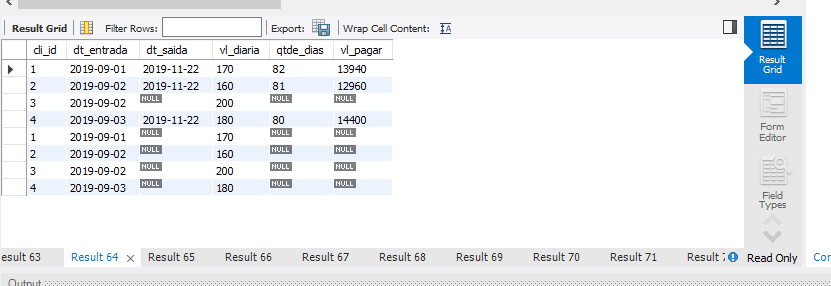 Result Grid Filter Rows: Export: Wrap Cell Content:
cli_id dt_entrada dt_saida vl_diaria qtde_dias vl_pagar
1 2019-09-01 2019-11-22 170 82 13940
2 2019-09-02 2019-11-22 160 81 12960
3 2019-09-02 NULL 200 NULL NULL
4 2019-09-03 2019-11-22 180 80 14400
1 2019-09-01 NULL 170 NULL NULL
2 2019-09-02 NULL 160 NULL NULL
3 2019-09-02 NULL 200 NULL NULL
4 2019-09-03 NULL 180 NULL NULL
Result
Grid
Form
Editor
Field
Types
esult 63 Result 64 Result 65 Result 66 Result 67 Result 68 Result 69 Result 70 Result 71 Result 7 Read Only Cor
Output